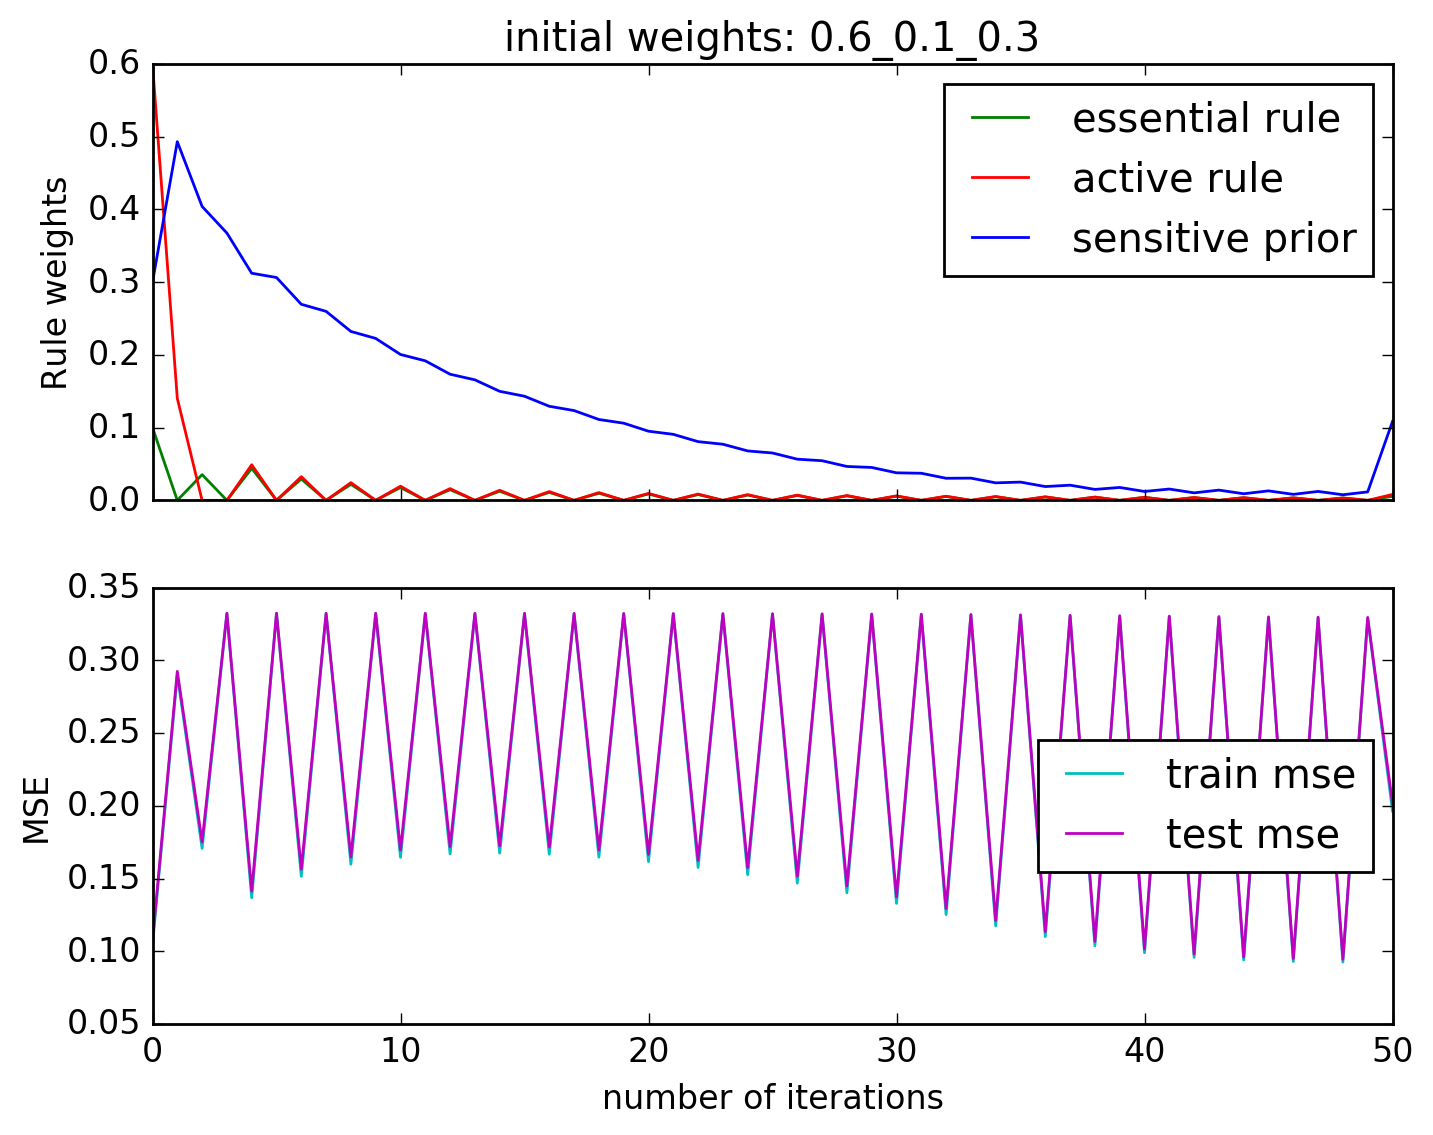 initial weights: 0.6_0.1_0.3
0.6
0.5
0.4
0.3
0.2
0.1
0.0
Rule weights
essential rule
active rule
sensitive prior
0.35
0.30
0.25
0.20
0.15
0.10
0.05
MSE
train mse
test mse
0 10 20 30 40 50
number of iterations